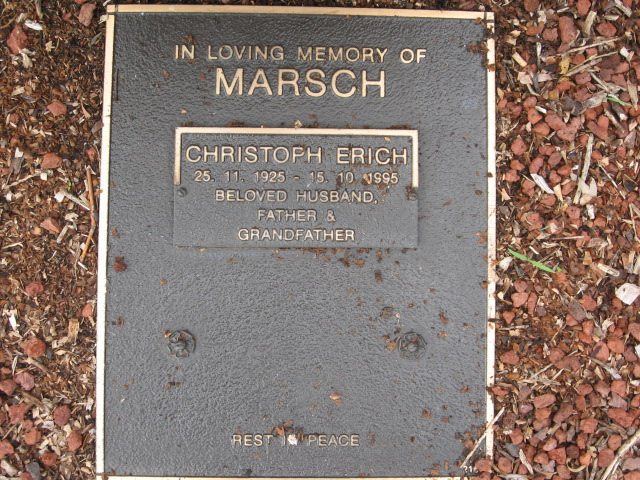 IN LOVING MEMORY OF
MARSCH
CHRISTOPH ERICH
25. 11. 1925 - 15. 10. 1995
BELOVED HUSBAND,
FATHER &
GRANDFATHER
REST IN PEACE